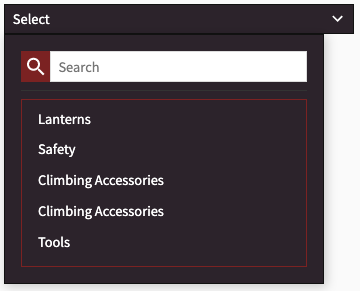 Select
Search
Lanterns
Safety
Climbing Accessories
Climbing Accessories
Tools